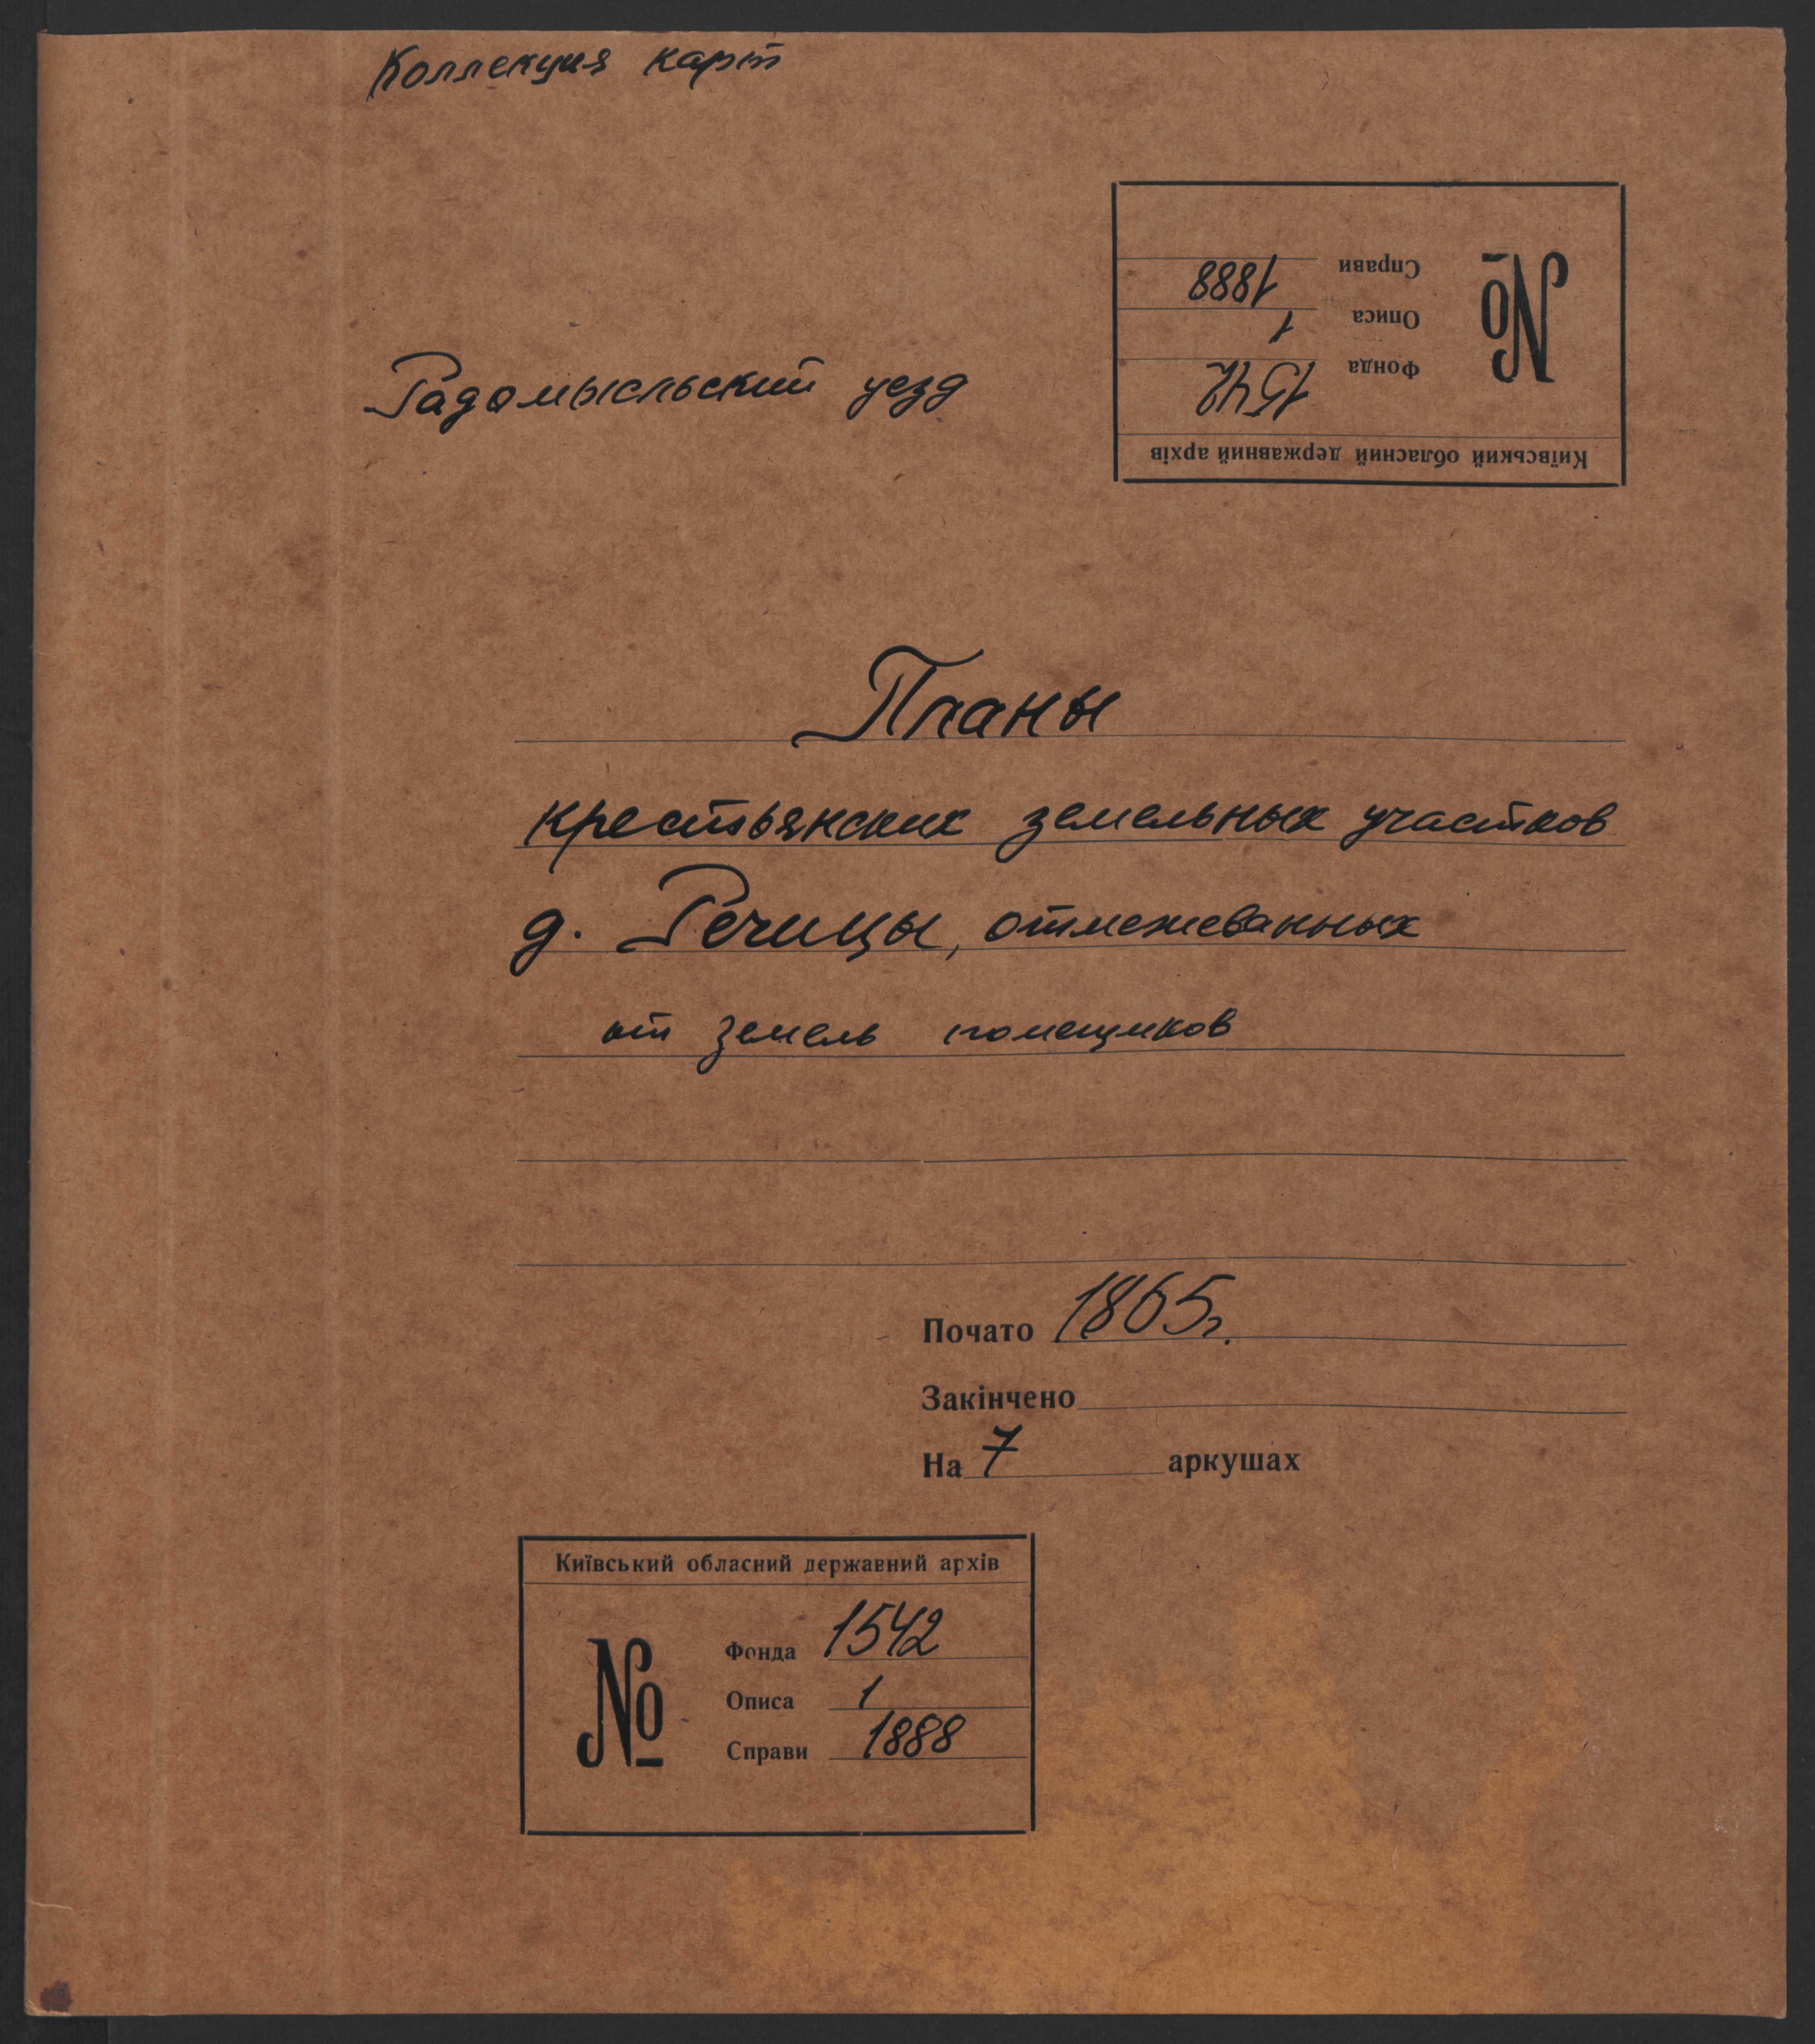 Коллекция карт
Справи 1888
Описа 1
Фонда 1542
№
Київський обласний державний архів
Радомысльский уезд
Планы
крестьянских земельных участков
д. Речицы, отмежеванных
от земель помещиков
Почато 1865г.
Закінчено
На 7 аркушах
Київський обласний державний архів
№
Фонда 1542
Описа 1
Справи 1888